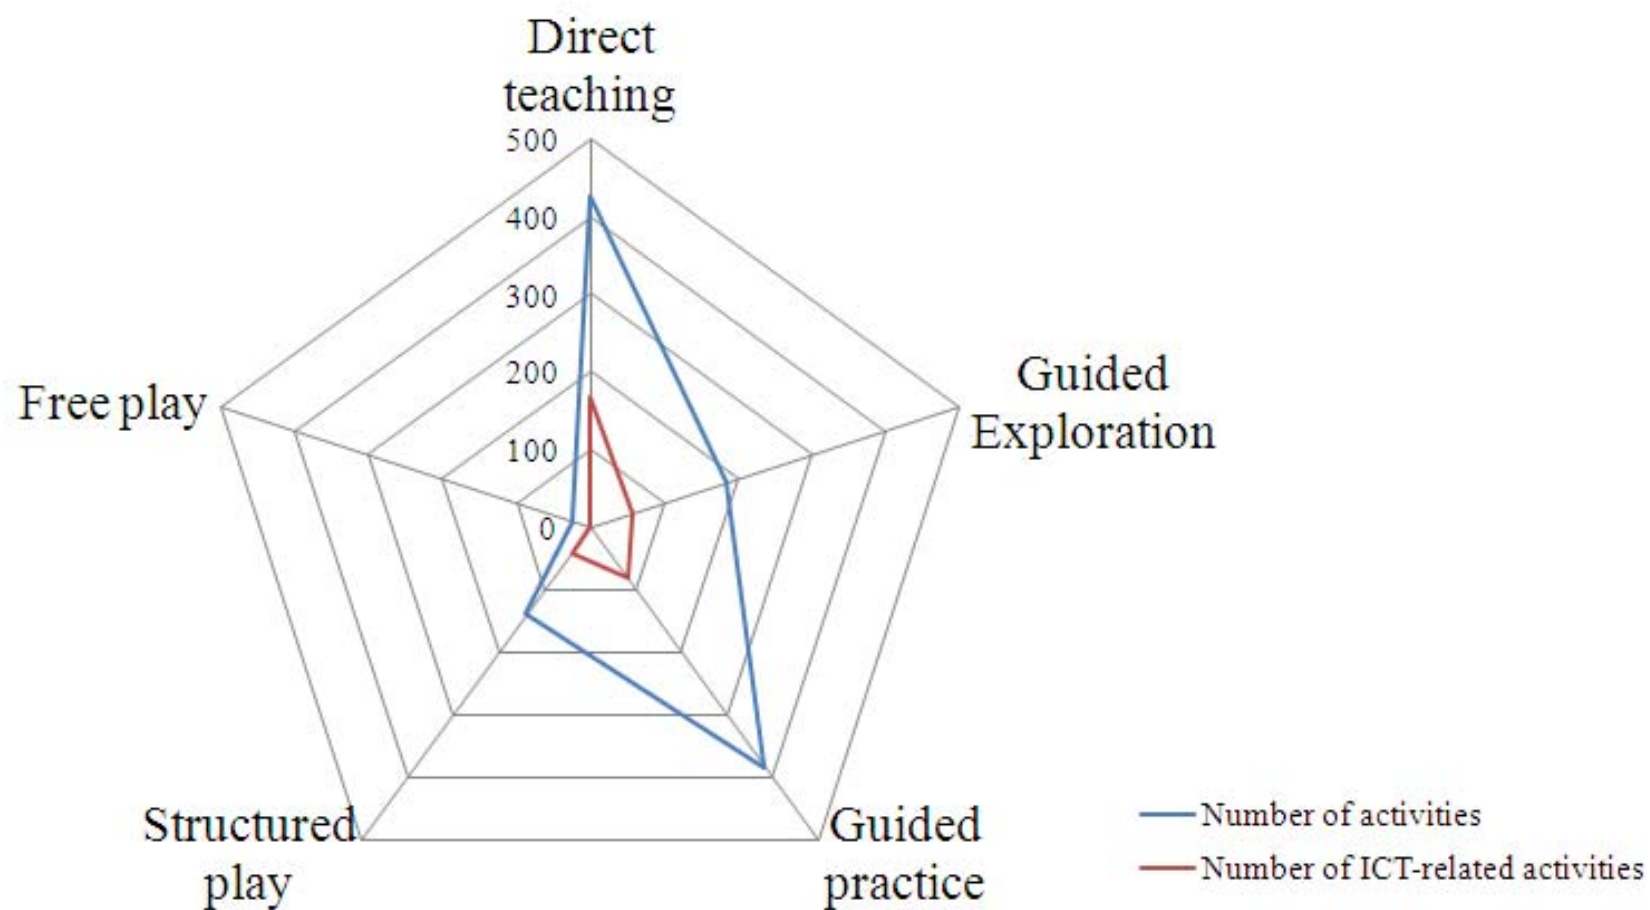 Direct
teaching
500
400
300
200
100
0
Guided
Exploration
Free play
Structured
play
Guided
practice
Number of activities
Number of ICT-related activities